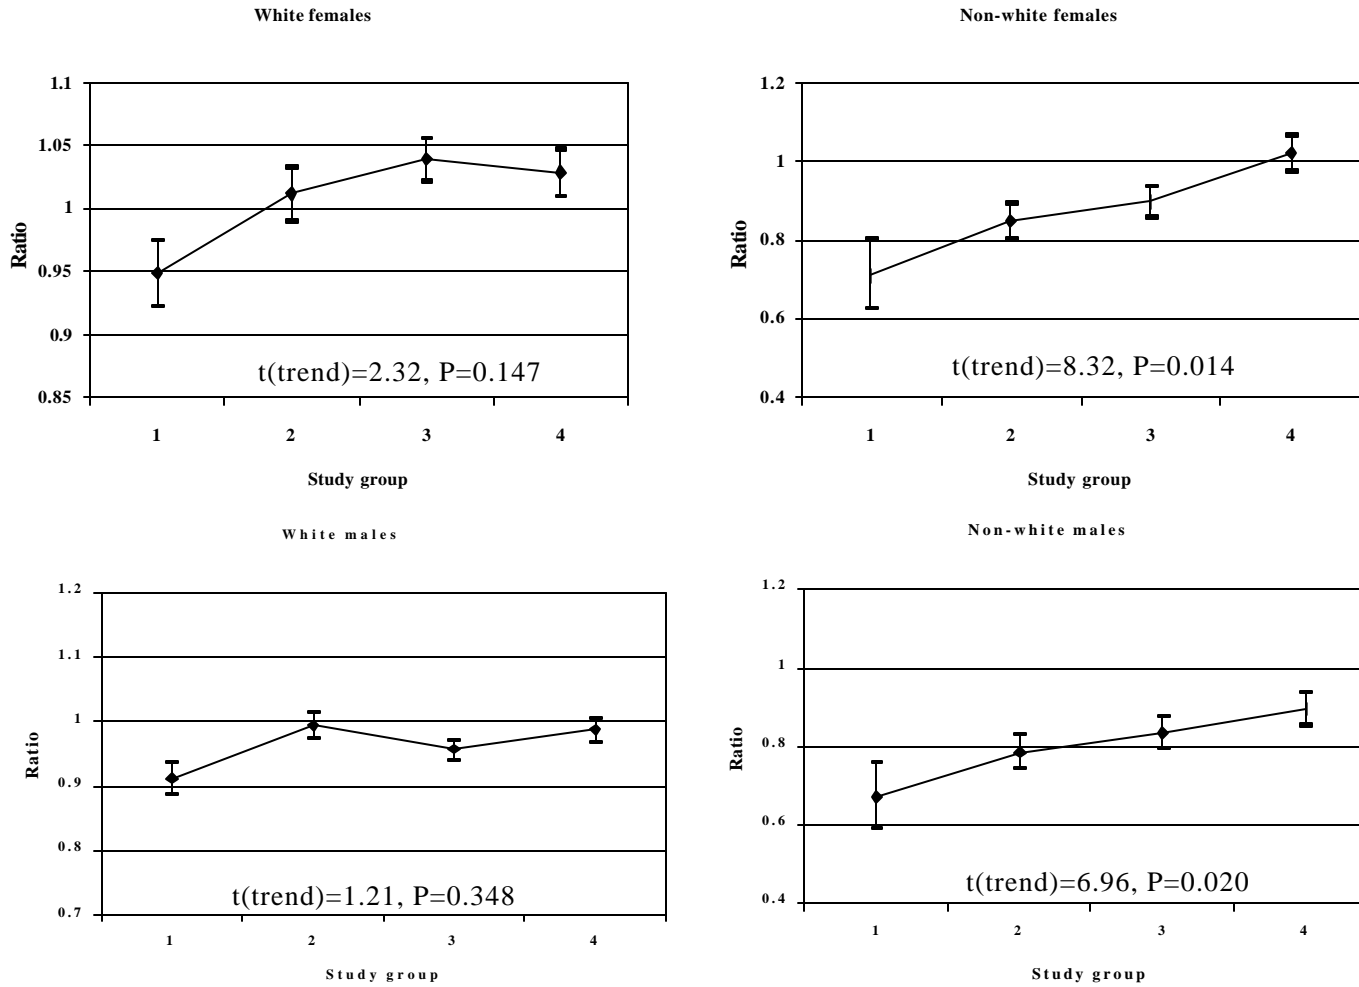 White females
1.1
1.05
1
0.95
0.9
0.85
Ratio
t(trend)=2.32, P=0.147
1 2 3 4
Study group
Non-white females
1.2
1
0.8
0.6
0.4
Ratio
t(trend)=8.32, P=0.014
1 2 3 4
Study group
White males
1.2
1.1
1
0.9
0.8
0.7
Ratio
t(trend)=1.21, P=0.348
1 2 3 4
Study group
Non-white males
1.2
1
0.8
0.6
0.4
Ratio
t(trend)=6.96, P=0.020
1 2 3 4
Study group